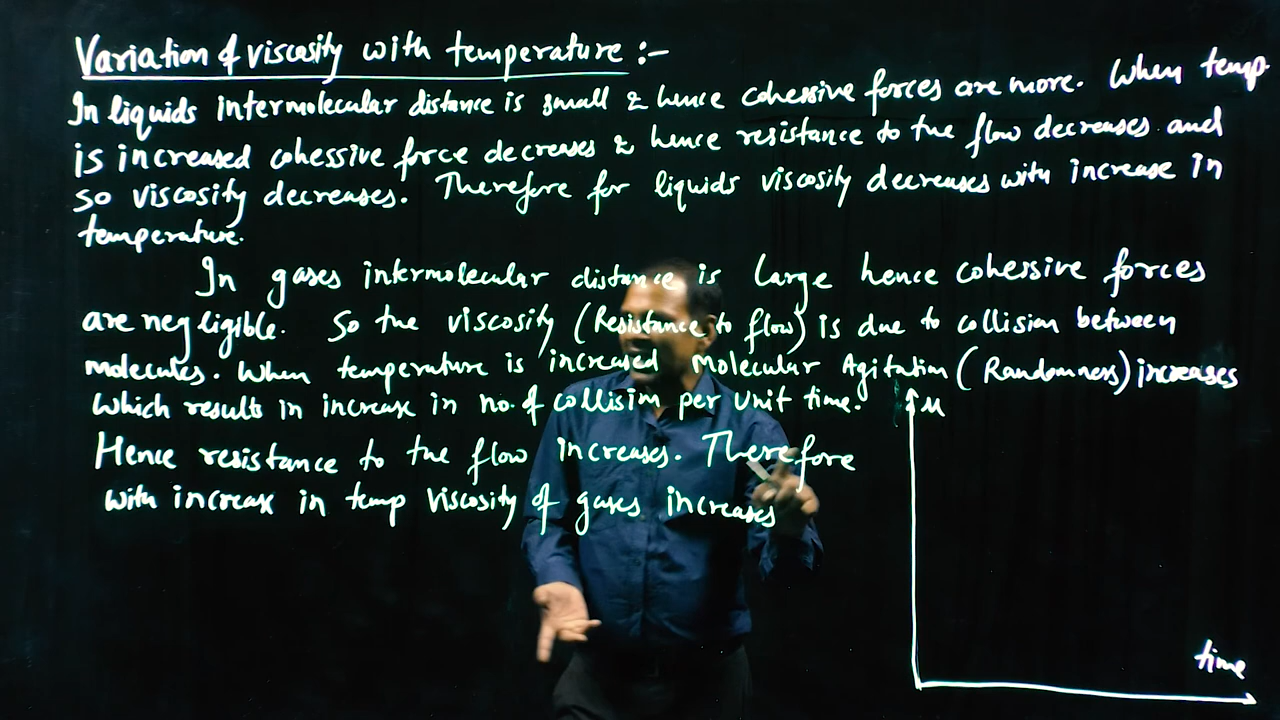 Variation of viscosity with temperature :-
In liquids intermolecular distance is small & hence cohessive forces are more. When temp.
is increased cohessive force decreases & hence resistance to the flow decreases and
so viscosity decreases. Therefore for liquids viscosity decreases with increase in
temperature.
In gases intermolecular distance is large hence cohessive forces
are negligible. So the viscosity (Resistance to flow) is due to collision between
molecules. When temperature is increased molecular Agitation (Randomness) increases
which results in increase in no. of collision per unit time.
μ
Hence resistance to the flow increases. Therefore
with increase in temp viscosity of gases increases
time